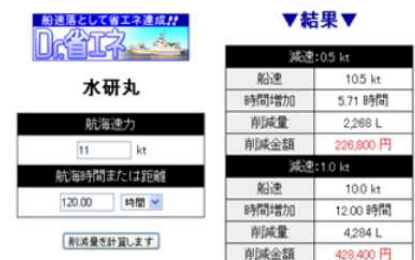 船速落として省エネ達成!!
Dr.省エネ
水研丸
航海速力
11 kt
航海時間または距離
120.00 時間
削減量を計算します
▼結果▼
減速:0.5 kt
船速 10.5 kt
時間増加 5.71 時間
削減量 2,268 L
削減金額 226,800 円
減速:1.0 kt
船速 10.0 kt
時間増加 12.00 時間
削減量 4,284 L
削減金額 428,400 円